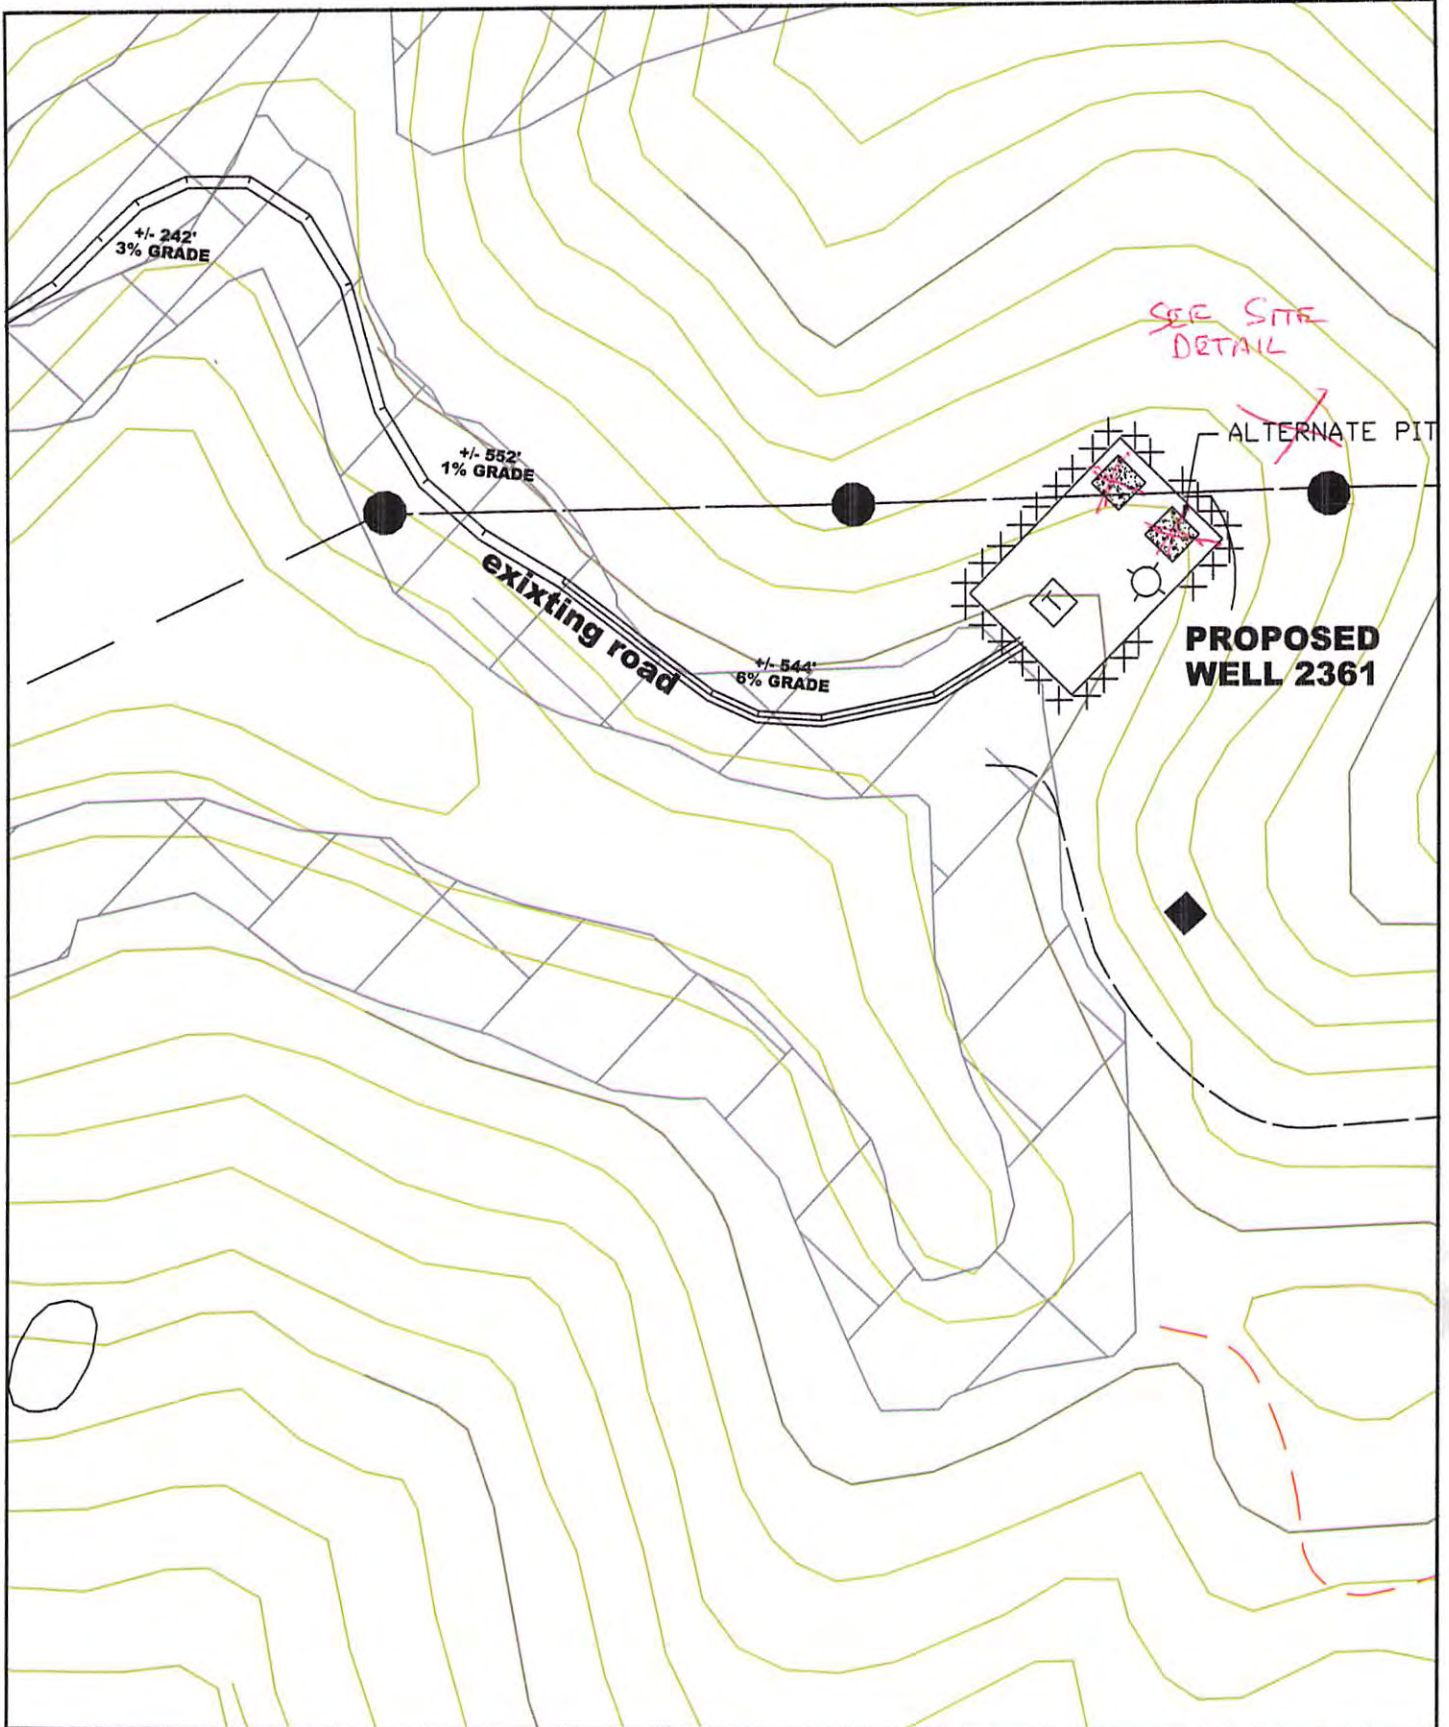 +/- 242'
3% GRADE
SEE SITE
DETAIL
ALTERNATE PIT
+/- 552'
1% GRADE
exixting road
T
PROPOSED
WELL 2361
+/- 544'
6% GRADE